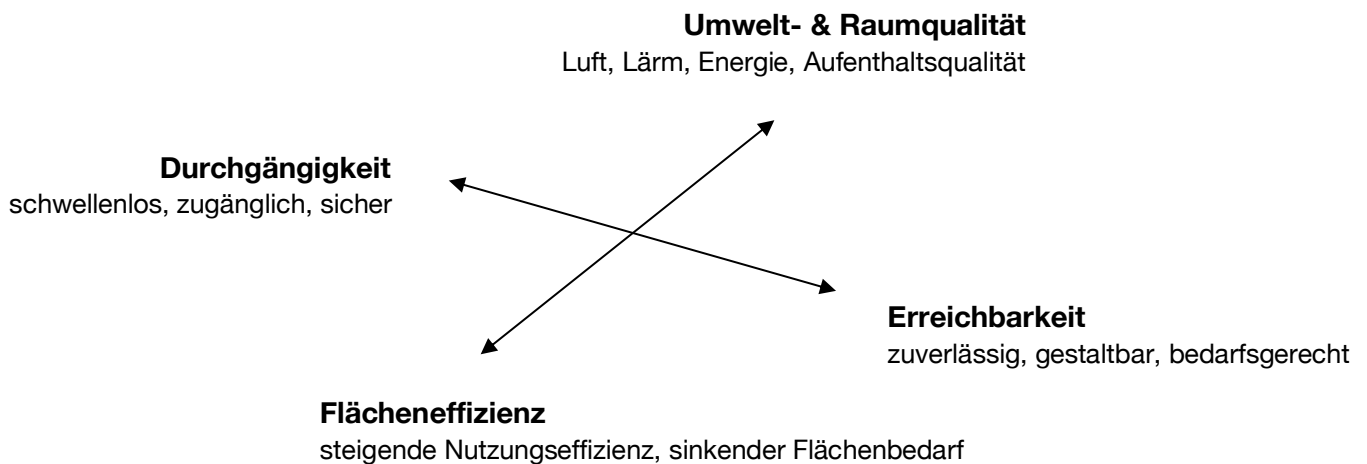 Umwelt- & Raumqualität
Luft, Lärm, Energie, Aufenthaltsqualität
Durchgängigkeit
schwellenlos, zugänglich, sicher
Erreichbarkeit
zuverlässig, gestaltbar, bedarfsgerecht
Flächeneffizienz
steigende Nutzungseffizienz, sinkender Flächenbedarf